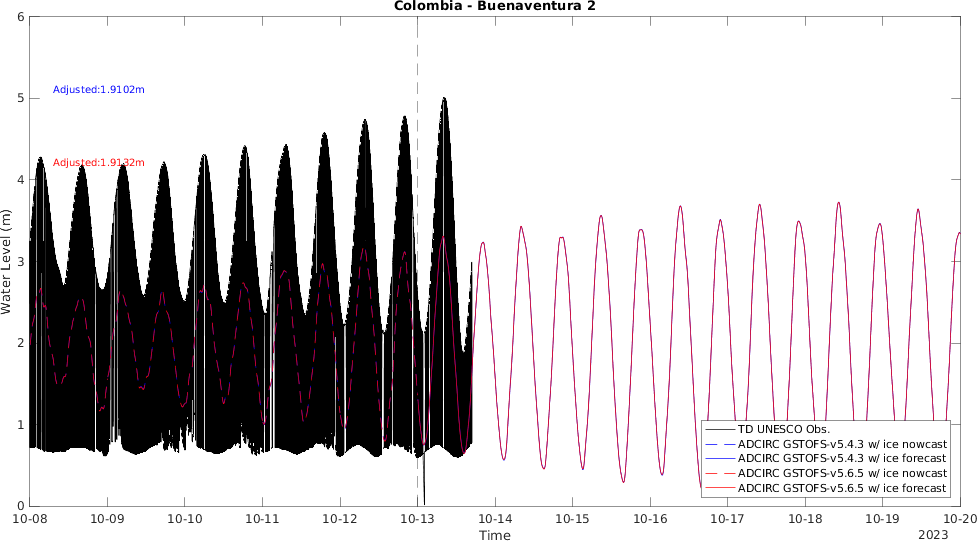 Colombia - Buenaventura 2
6
5
4
3
2
1
0
Water Level (m)
Adjusted:1.9102m
Adjusted:1.9132m
TD UNESCO Obs.
ADCIRC GSTOFS-v5.4.3 w/ ice nowcast
ADCIRC GSTOFS-v5.4.3 w/ ice forecast
ADCIRC GSTOFS-v5.6.5 w/ ice nowcast
ADCIRC GSTOFS-v5.6.5 w/ ice forecast
10-08 10-09 10-10 10-11 10-12 10-13 10-14 10-15 10-16 10-17 10-18 10-19 10-20
Time
2023